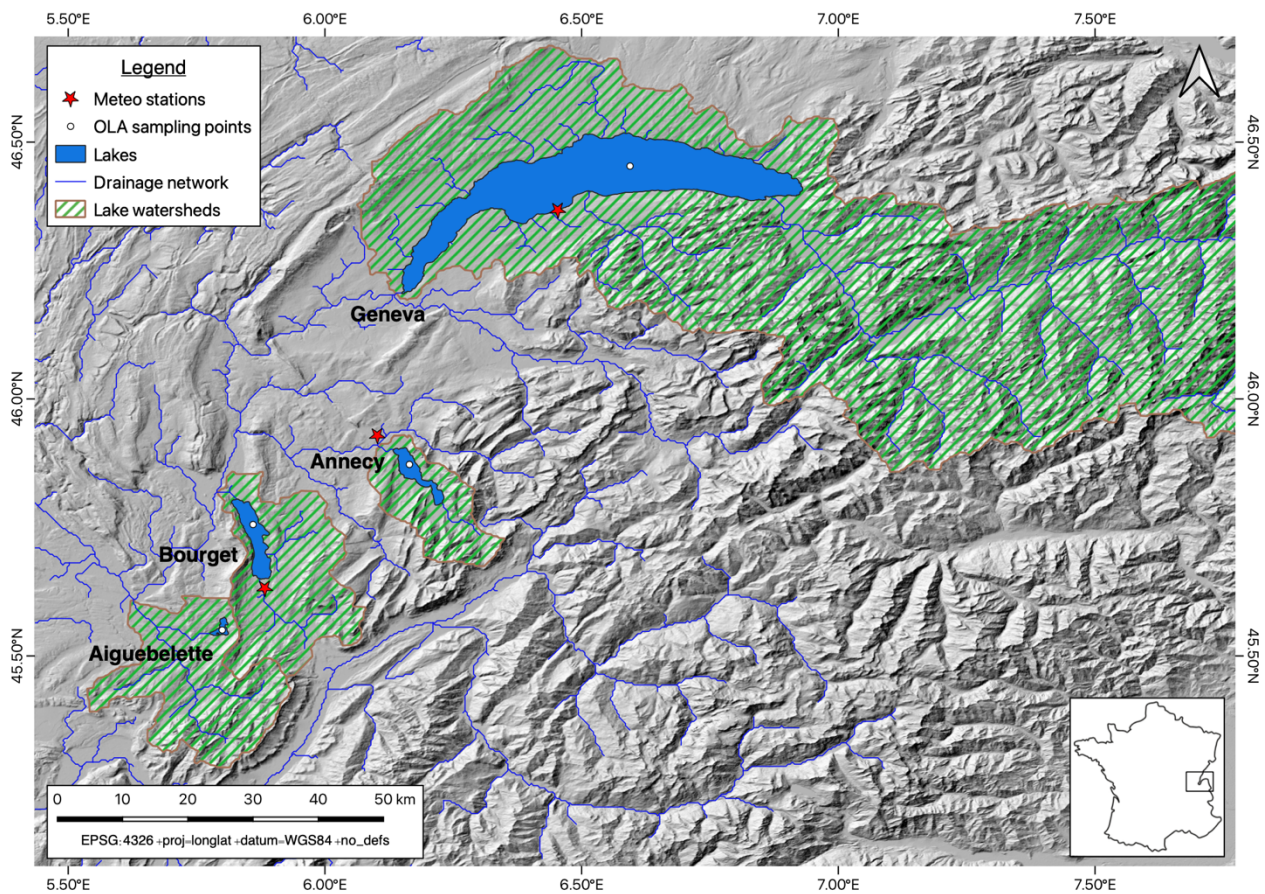 5.50°E 6.00°E 6.50°E 7.00°E 7.50°E
Legend
Meteo stations
OLA sampling points
Lakes
Drainage network
Lake watersheds
46.50°N 46.50°N
Geneva
46.00°N 46.00°N
Annecy
Bourget
Aiguebelette
45.50°N 45.50°N
0 10 20 30 40 50 km
EPSG:4326 +proj=longlat +datum=WGS84 +no_defs
5.50°E 6.00°E 6.50°E 7.00°E 7.50°E